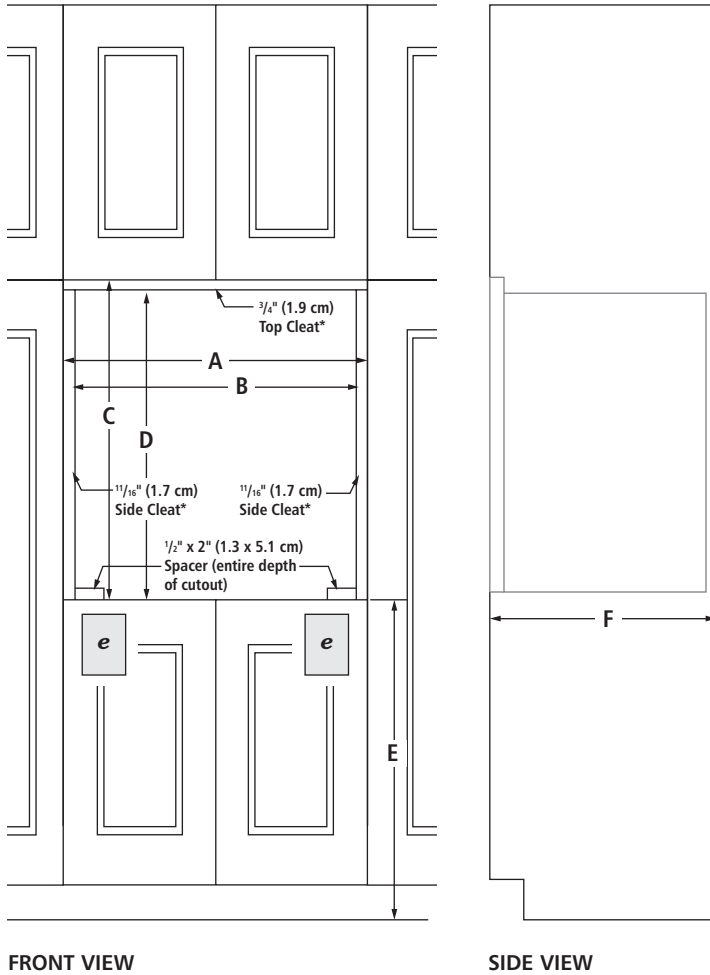 ³/₄" (1.9 cm)
Top Cleat*
A
B
C
D
¹¹/₁₆" (1.7 cm)
Side Cleat*
¹¹/₁₆" (1.7 cm)
Side Cleat*
¹/₂" x 2" (1.3 x 5.1 cm)
Spacer (entire depth
of cutout)
e
e
E
F
FRONT VIEW
SIDE VIEW